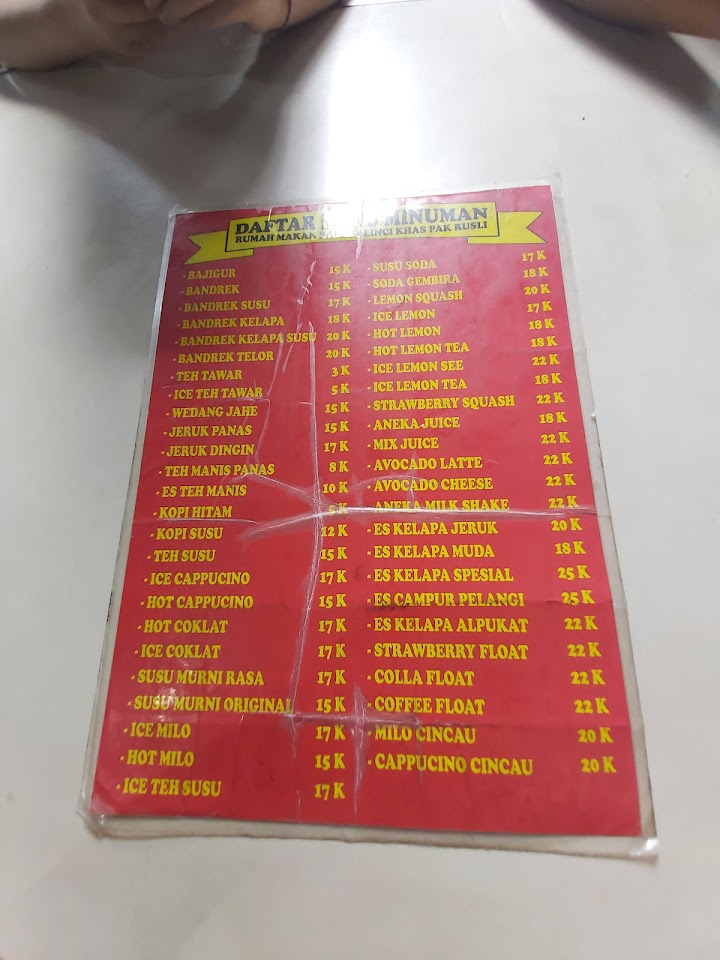 DAFTAR MINUMAN
RUMAH MAKAN KHAS PAK RUSLI
- BAJIGUR 15 K
- BANDREK 15 K
- BANDREK SUSU 17 K
- BANDREK KELAPA 18 K
- BANDREK KELAPA SUSU 20 K
- BANDREK TELOR 20 K
- TEH TAWAR 3 K
- ICE TEH TAWAR 5 K
- WEDANG JAHE 15 K
- JERUK PANAS 15 K
- JERUK DINGIN 17 K
- TEH MANIS PANAS 8 K
- ES TEH MANIS 10 K
- KOPI HITAM 5 K
- KOPI SUSU 12 K
- TEH SUSU 15 K
- ICE CAPPUCINO 17 K
- HOT CAPPUCINO 15 K
- HOT COKLAT 17 K
- ICE COKLAT 17 K
- SUSU MURNI RASA 17 K
- SUSU MURNI ORIGINAL 15 K
- ICE MILO 17 K
- HOT MILO 15 K
- ICE TEH SUSU 17 K
- SUSU SODA 17 K
- SODA GEMBIRA 18 K
- LEMON SQUASH 20 K
- ICE LEMON 17 K
- HOT LEMON 18 K
- HOT LEMON TEA 18 K
- ICE LEMON SEE 22 K
- ICE LEMON TEA 18 K
- STRAWBERRY SQUASH 22 K
- ANEKA JUICE 18 K
- MIX JUICE 22 K
- AVOCADO LATTE 22 K
- AVOCADO CHEESE 22 K
- ANEKA MILK SHAKE 22 K
- ES KELAPA JERUK 20 K
- ES KELAPA MUDA 18 K
- ES KELAPA SPESIAL 25 K
- ES CAMPUR PELANGI 25 K
- ES KELAPA ALPUKAT 22 K
- STRAWBERRY FLOAT 22 K
- COLLA FLOAT 22 K
- COFFEE FLOAT 22 K
- MILO CINCAU 20 K
- CAPPUCINO CINCAU 20 K